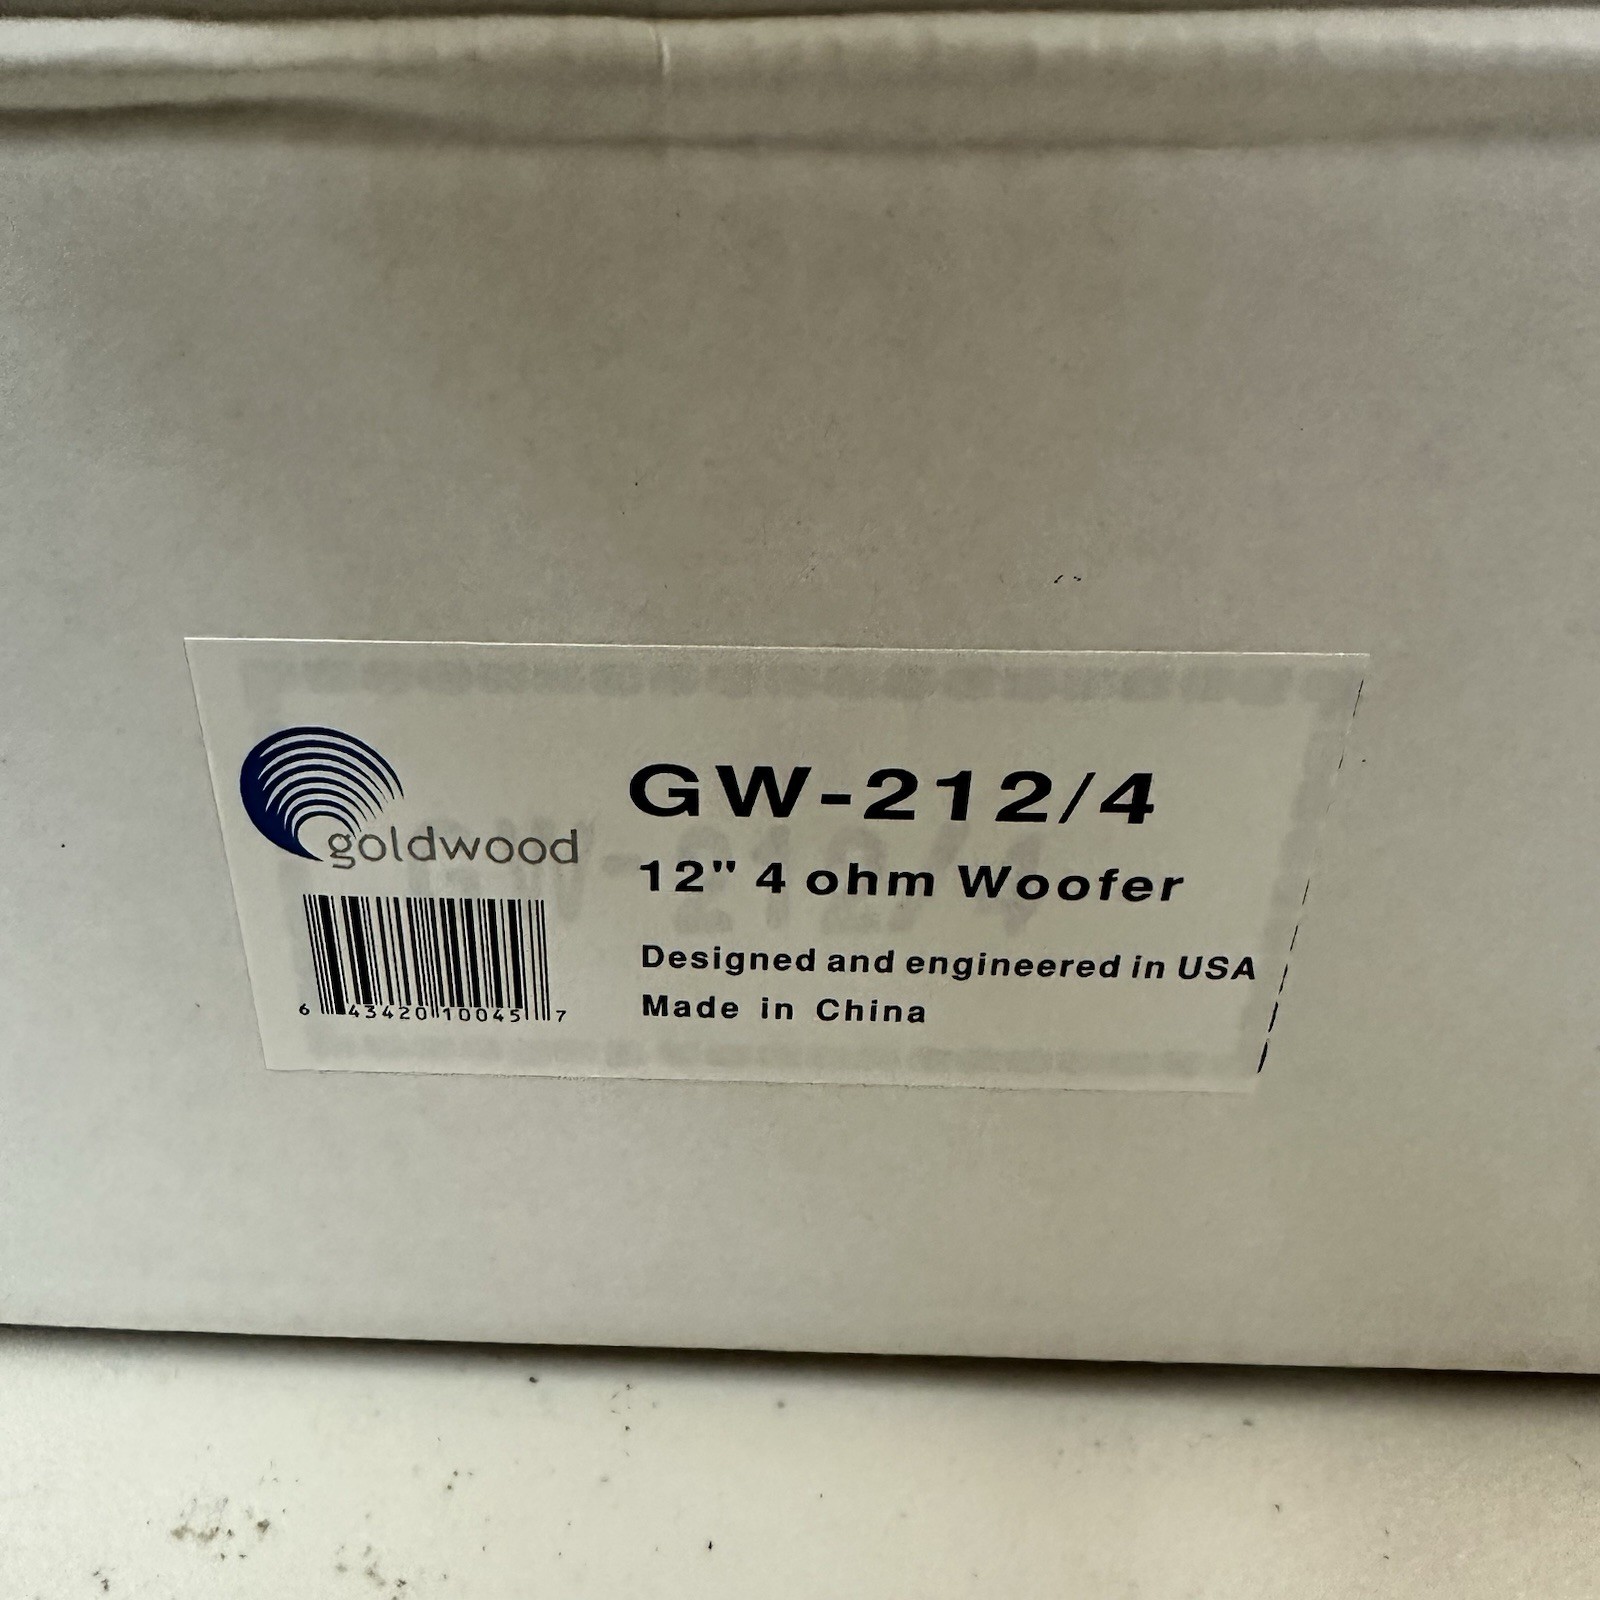 goldwood
6 43420 10045 7
GW-212/4
12" 4 ohm Woofer
Designed and engineered in USA
Made in China